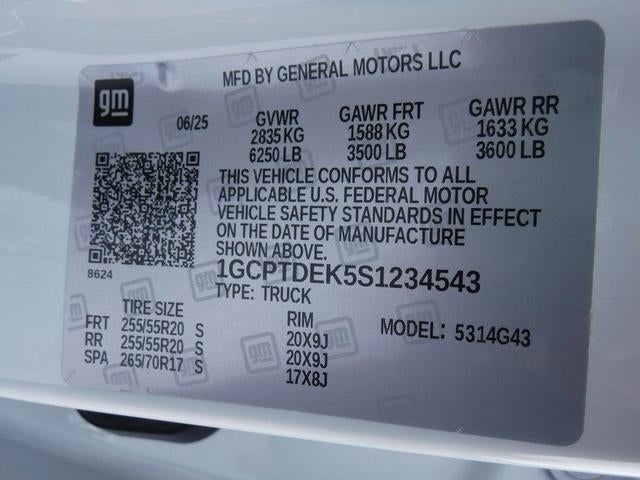 MFD BY GENERAL MOTORS LLC
gm
06/25 GVWR GAWR FRT GAWR RR
2835 KG 1588 KG 1633 KG
6250 LB 3500 LB 3600 LB
THIS VEHICLE CONFORMS TO ALL
APPLICABLE U.S. FEDERAL MOTOR
VEHICLE SAFETY STANDARDS IN EFFECT
ON THE DATE OF MANUFACTURE
SHOWN ABOVE.
8624
1GCPTDEK5S1234543
TYPE: TRUCK
TIRE SIZE RIM MODEL: 5314G43
FRT 255/55R20 S 20X9J
RR 255/55R20 S 20X9J
SPA 265/70R17 S 17X8J